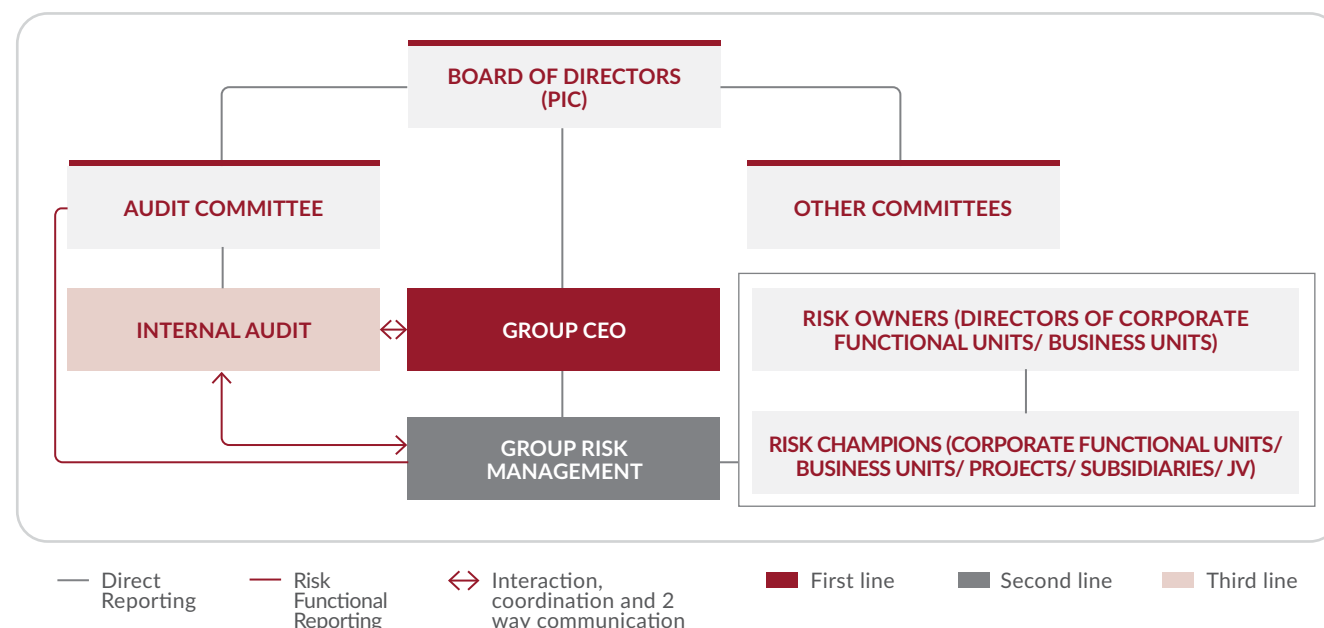 BOARD OF DIRECTORS
(PIC)
AUDIT COMMITTEE
OTHER COMMITTEES
INTERNAL AUDIT
GROUP CEO
RISK OWNERS (DIRECTORS OF CORPORATE
FUNCTIONAL UNITS/ BUSINESS UNITS)
GROUP RISK
MANAGEMENT
RISK CHAMPIONS (CORPORATE FUNCTIONAL UNITS/
BUSINESS UNITS/ PROJECTS/ SUBSIDIARIES/ JV)
Direct
Reporting
Risk
Functional
Reporting
Interaction,
coordination and 2
way communication
First line
Second line
Third line